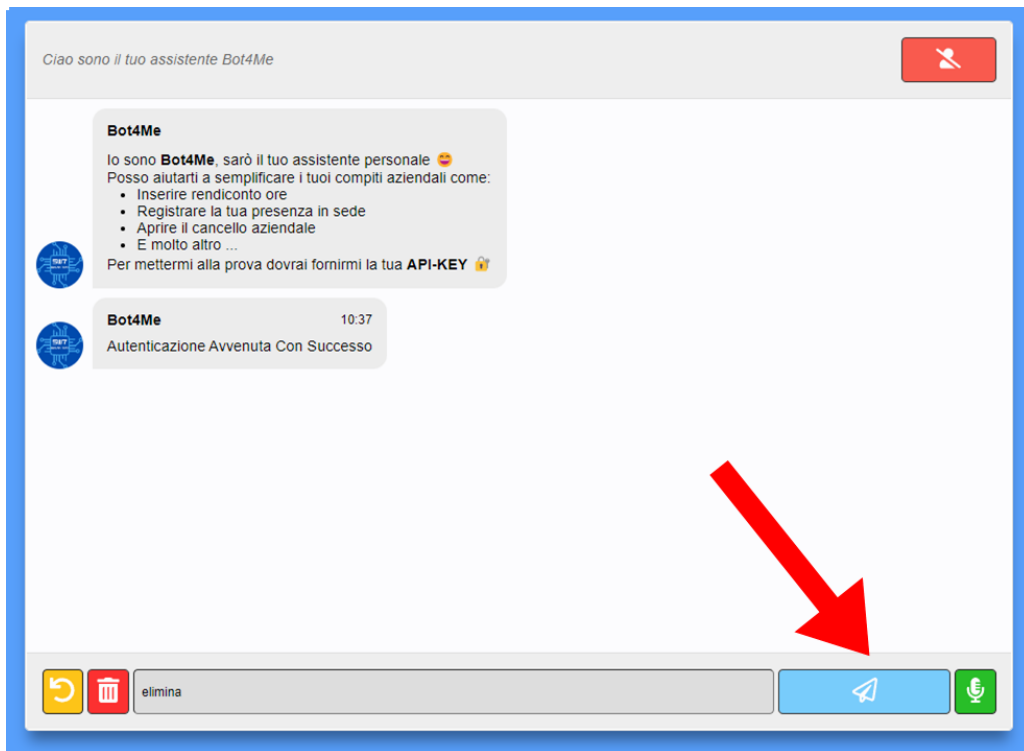 Ciao sono il tuo assistente Bot4Me
Bot4Me
Io sono Bot4Me, sarò il tuo assistente personale 😄
Posso aiutarti a semplificare i tuoi compiti aziendali come:
• Inserire rendiconto ore
• Registrare la tua presenza in sede
• Aprire il cancello aziendale
• E molto altro ...
Per mettermi alla prova dovrai fornirmi la tua API-KEY 🔐
Bot4Me 10:37
Autenticazione Avvenuta Con Successo
elimina